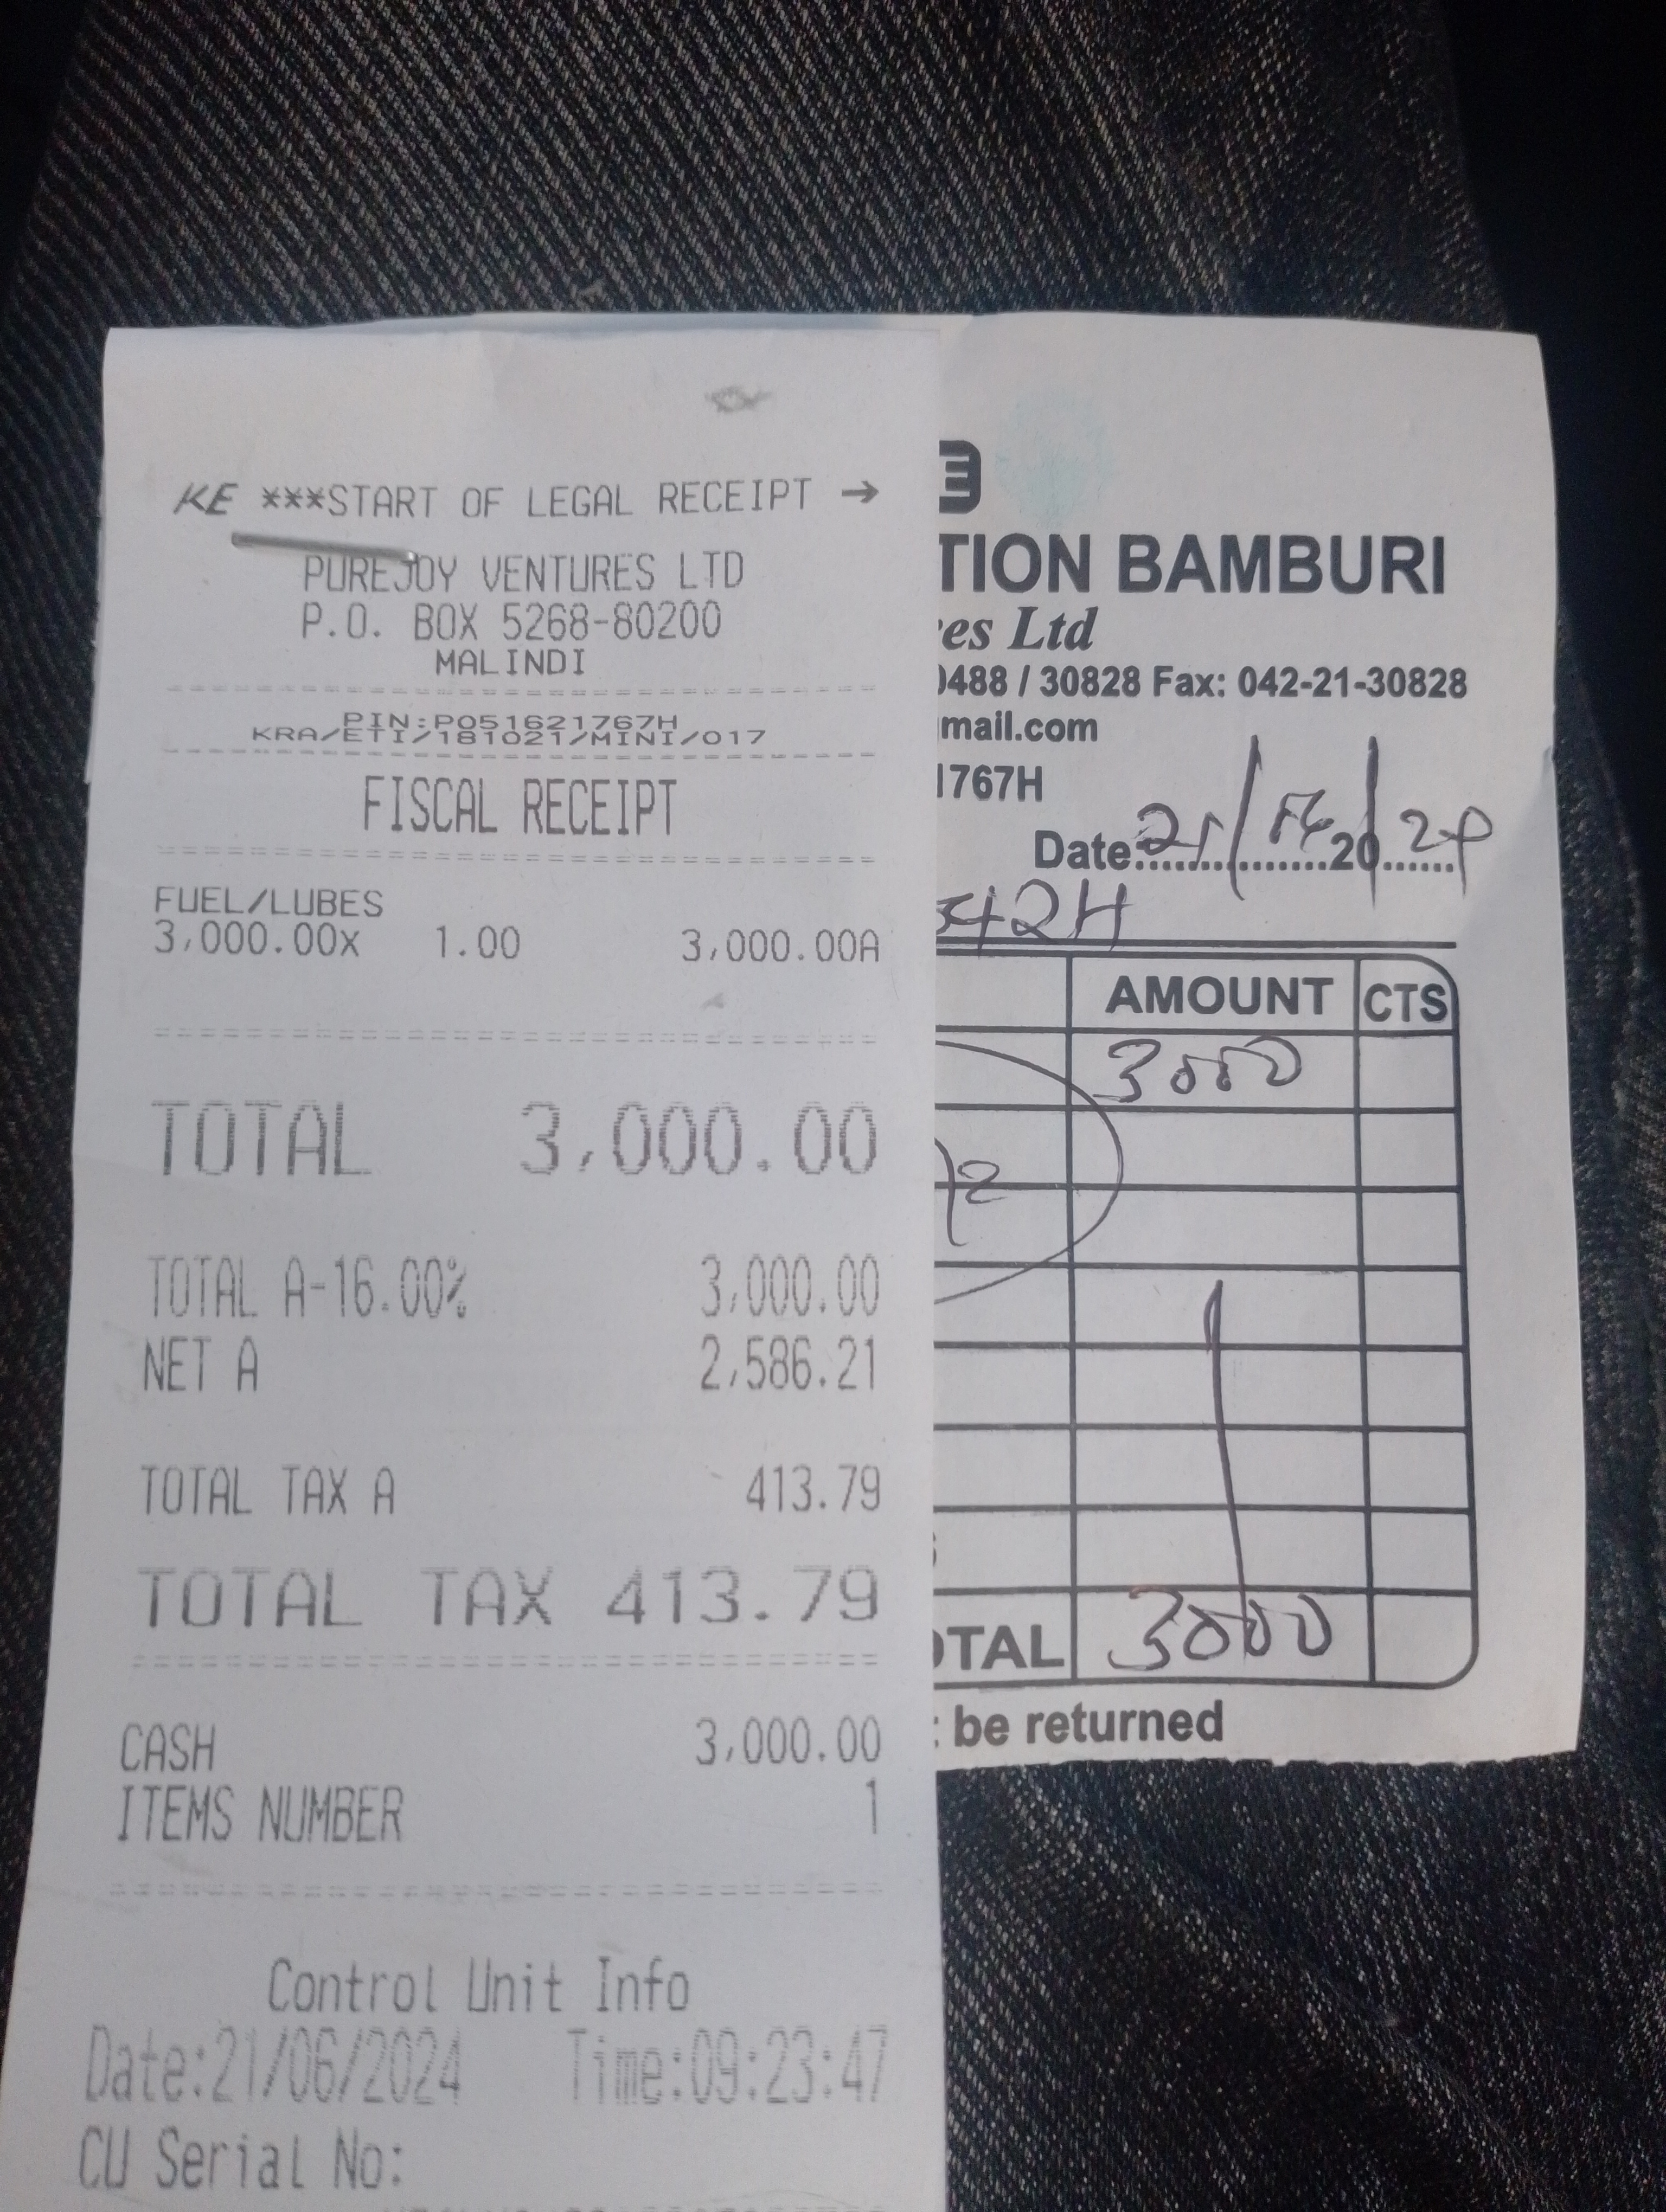 KE ***START OF LEGAL RECEIPT →
PUREJOY VENTURES LTD
P.O. BOX 5268-80200
MALINDI
PIN:P051621767H
KRA/ETI/181021/MINI/017
FISCAL RECEIPT
FUEL/LUBES
3,000.00x 1.00 3,000.00A
TOTAL 3,000.00
TOTAL A-16.00% 3,000.00
NET A 2,586.21
TOTAL TAX A 413.79
TOTAL TAX 413.79
CASH 3,000.00
ITEMS NUMBER 1
Control Unit Info
Date:21/06/2024 Time:09:23:47
CU Serial No:
TION BAMBURI
es Ltd
0488 / 30828 Fax: 042-21-30828
mail.com
1767H
Date: 21/ /20 24
542H
AMOUNT CTS
3000
OTAL 3000
be returned